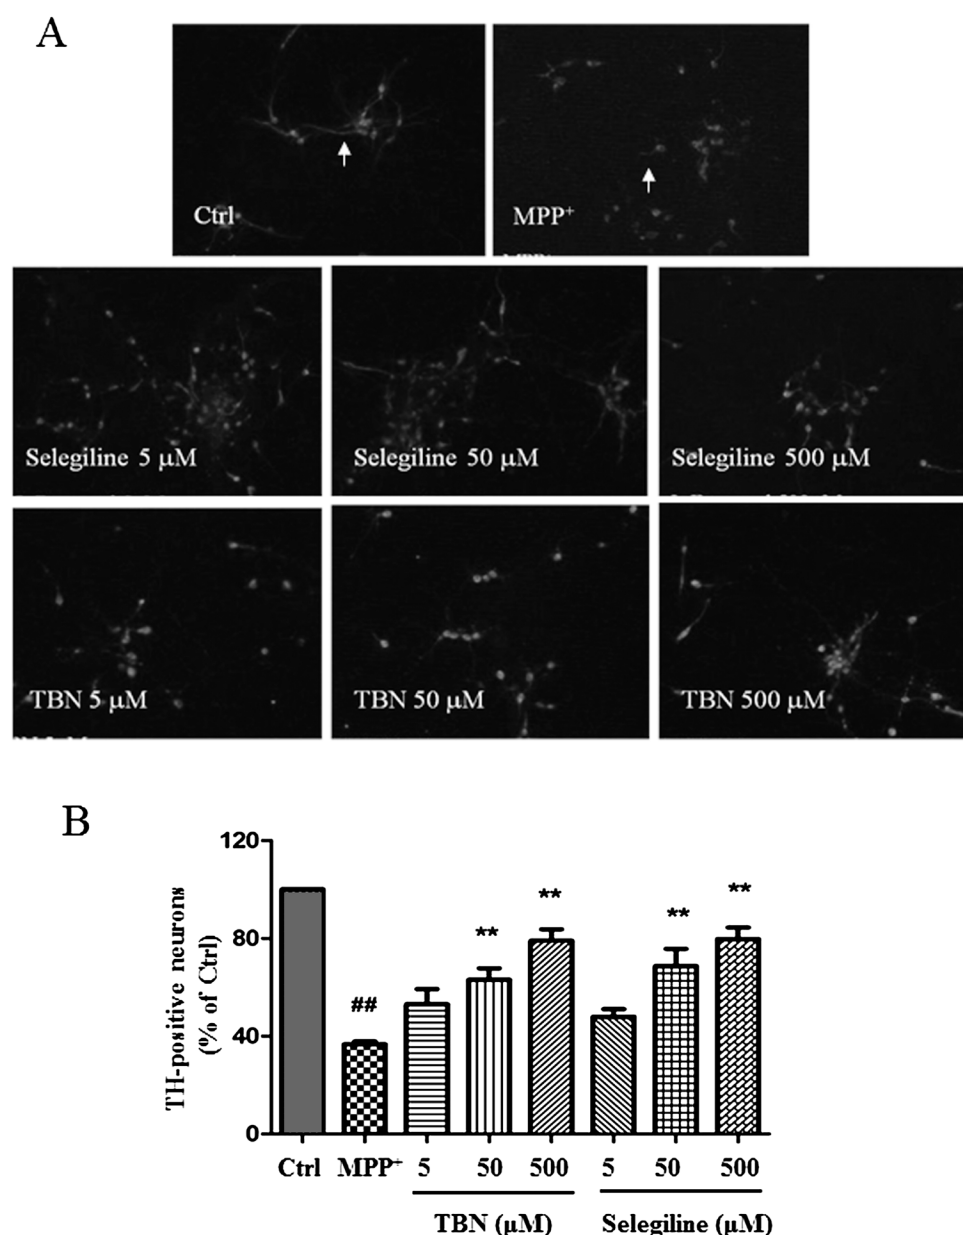 A
Ctrl
MPP+
Selegiline 5 μM
Selegiline 50 μM
Selegiline 500 μM
TBN 5 μM
TBN 50 μM
TBN 500 μM
B
TH-positive neurons
(% of Ctrl)
120
80
40
0
##
**
**
**
**
Ctrl MPP+ 5 50 500 5 50 500
TBN (μM) Selegiline (μM)